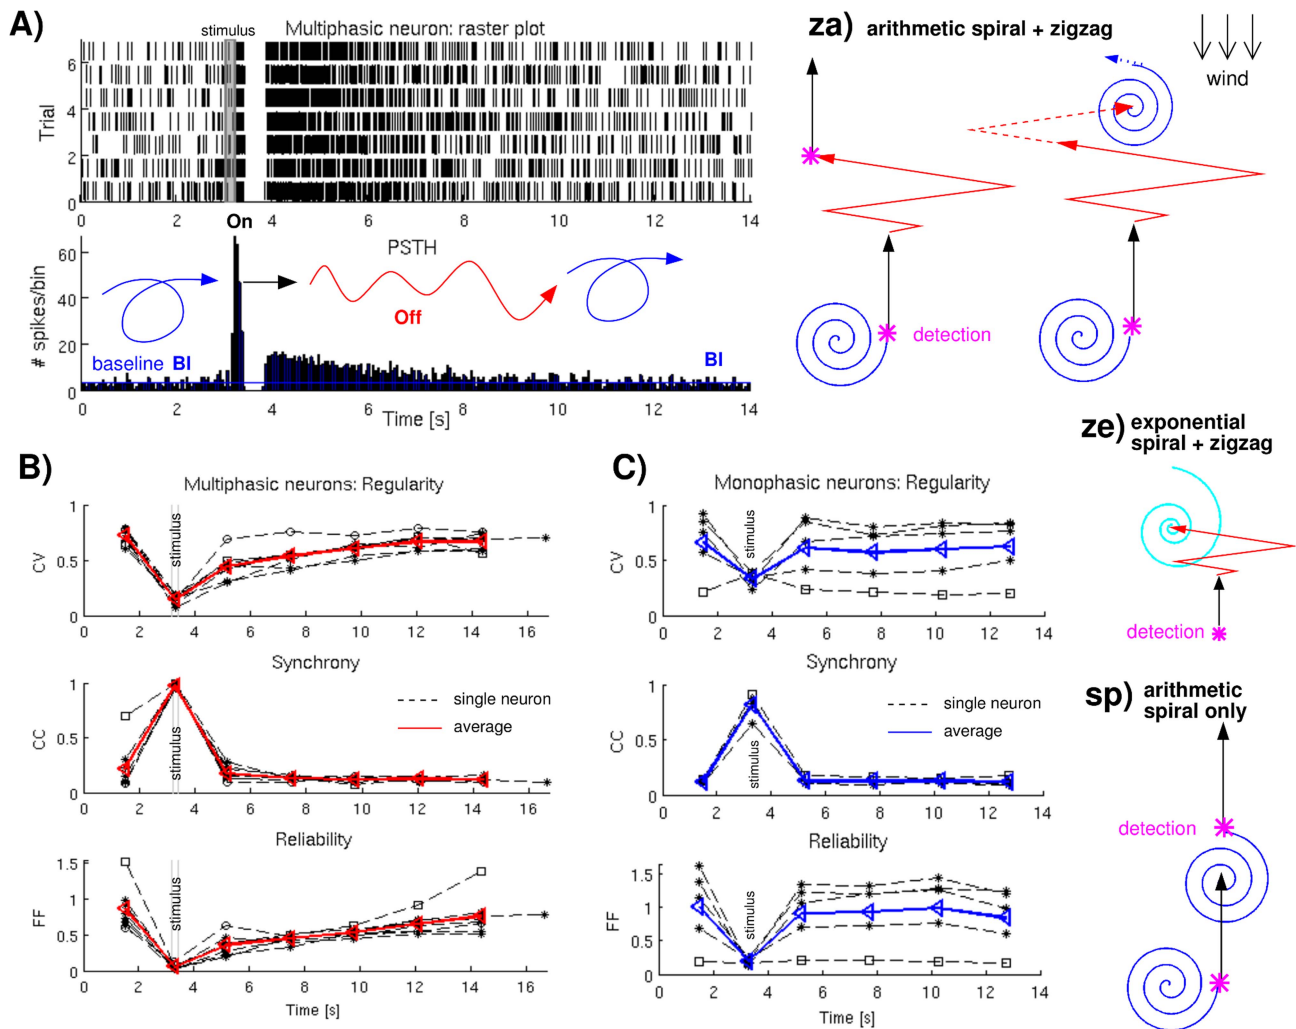 A)
stimulus
Multiphasic neuron: raster plot
6
4
2
0
Trial
0 2 4 6 8 10 12 14
On
PSTH
60
40
20
0
# spikes/bin
Off
baseline BI
BI
0 2 4 6 8 10 12 14
Time [s]
za) arithmetic spiral + zigzag
wind
detection
B)
Multiphasic neurons: Regularity
1
0.5
0
CV
stimulus
0 2 4 6 8 10 12 14 16
Synchrony
1
0.5
0
CC
stimulus
single neuron
average
0 2 4 6 8 10 12 14 16
Reliability
1.5
1
0.5
0
FF
stimulus
0 2 4 6 8 10 12 14 16
Time [s]
C)
Monophasic neurons: Regularity
1
0.5
0
CV
stimulus
0 2 4 6 8 10 12 14
Synchrony
1
0.5
0
CC
stimulus
single neuron
average
0 2 4 6 8 10 12 14
Reliability
1.5
1
0.5
0
FF
stimulus
0 2 4 6 8 10 12 14
Time [s]
ze) exponential
spiral + zigzag
detection
sp) arithmetic
spiral only
detection